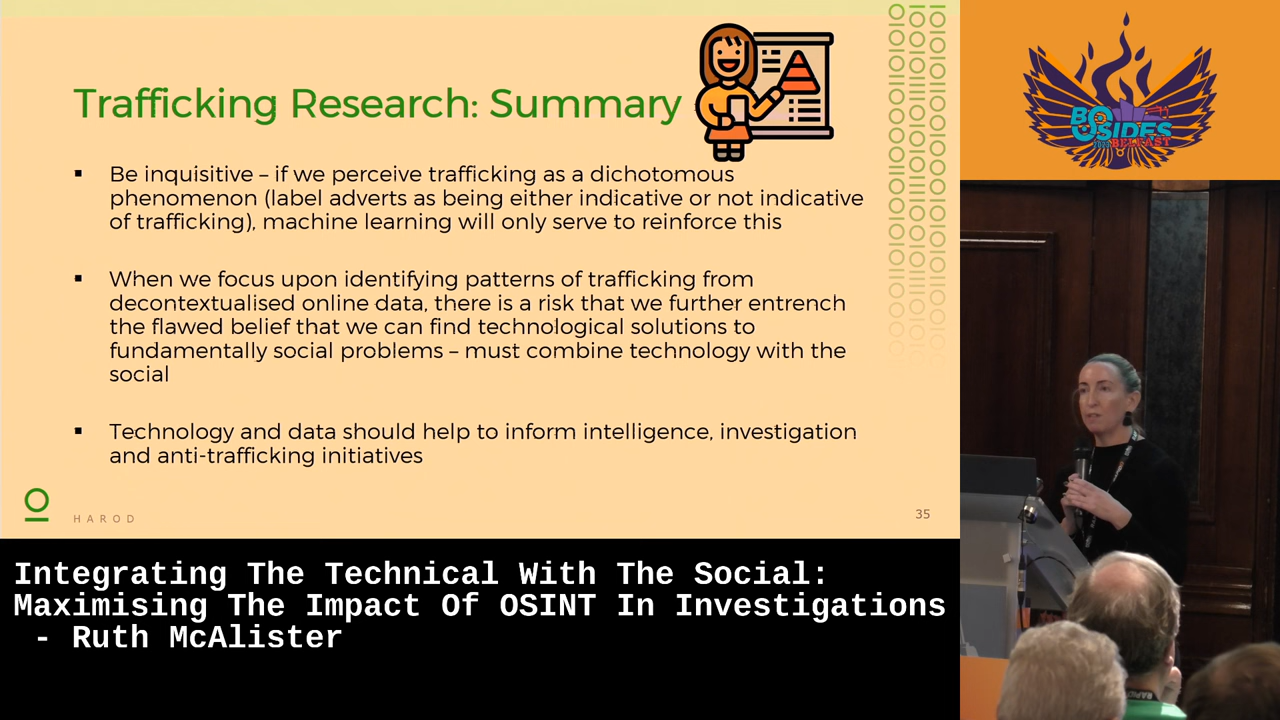 Trafficking Research: Summary
▪ Be inquisitive – if we perceive trafficking as a dichotomous
phenomenon (label adverts as being either indicative or not indicative
of trafficking), machine learning will only serve to reinforce this
▪ When we focus upon identifying patterns of trafficking from
decontextualised online data, there is a risk that we further entrench
the flawed belief that we can find technological solutions to
fundamentally social problems – must combine technology with the
social
▪ Technology and data should help to inform intelligence, investigation
and anti-trafficking initiatives
HAROD
35
BSIDES
BELFAST
Integrating The Technical With The Social:
Maximising The Impact Of OSINT In Investigations
- Ruth McAlister